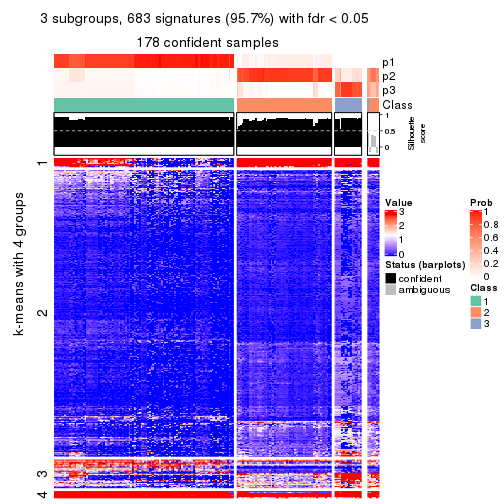 3 subgroups, 683 signatures (95.7%) with fdr < 0.05
178 confident samples
p1
p2
p3
Class
1
0.5
0
Silhouette
score
k-means with 4 groups
1
2
3
4
Value
3
2
1
0
Status (barplots)
confident
ambiguous
Prob
1
0.8
0.6
0.4
0.2
0
Class
1
2
3